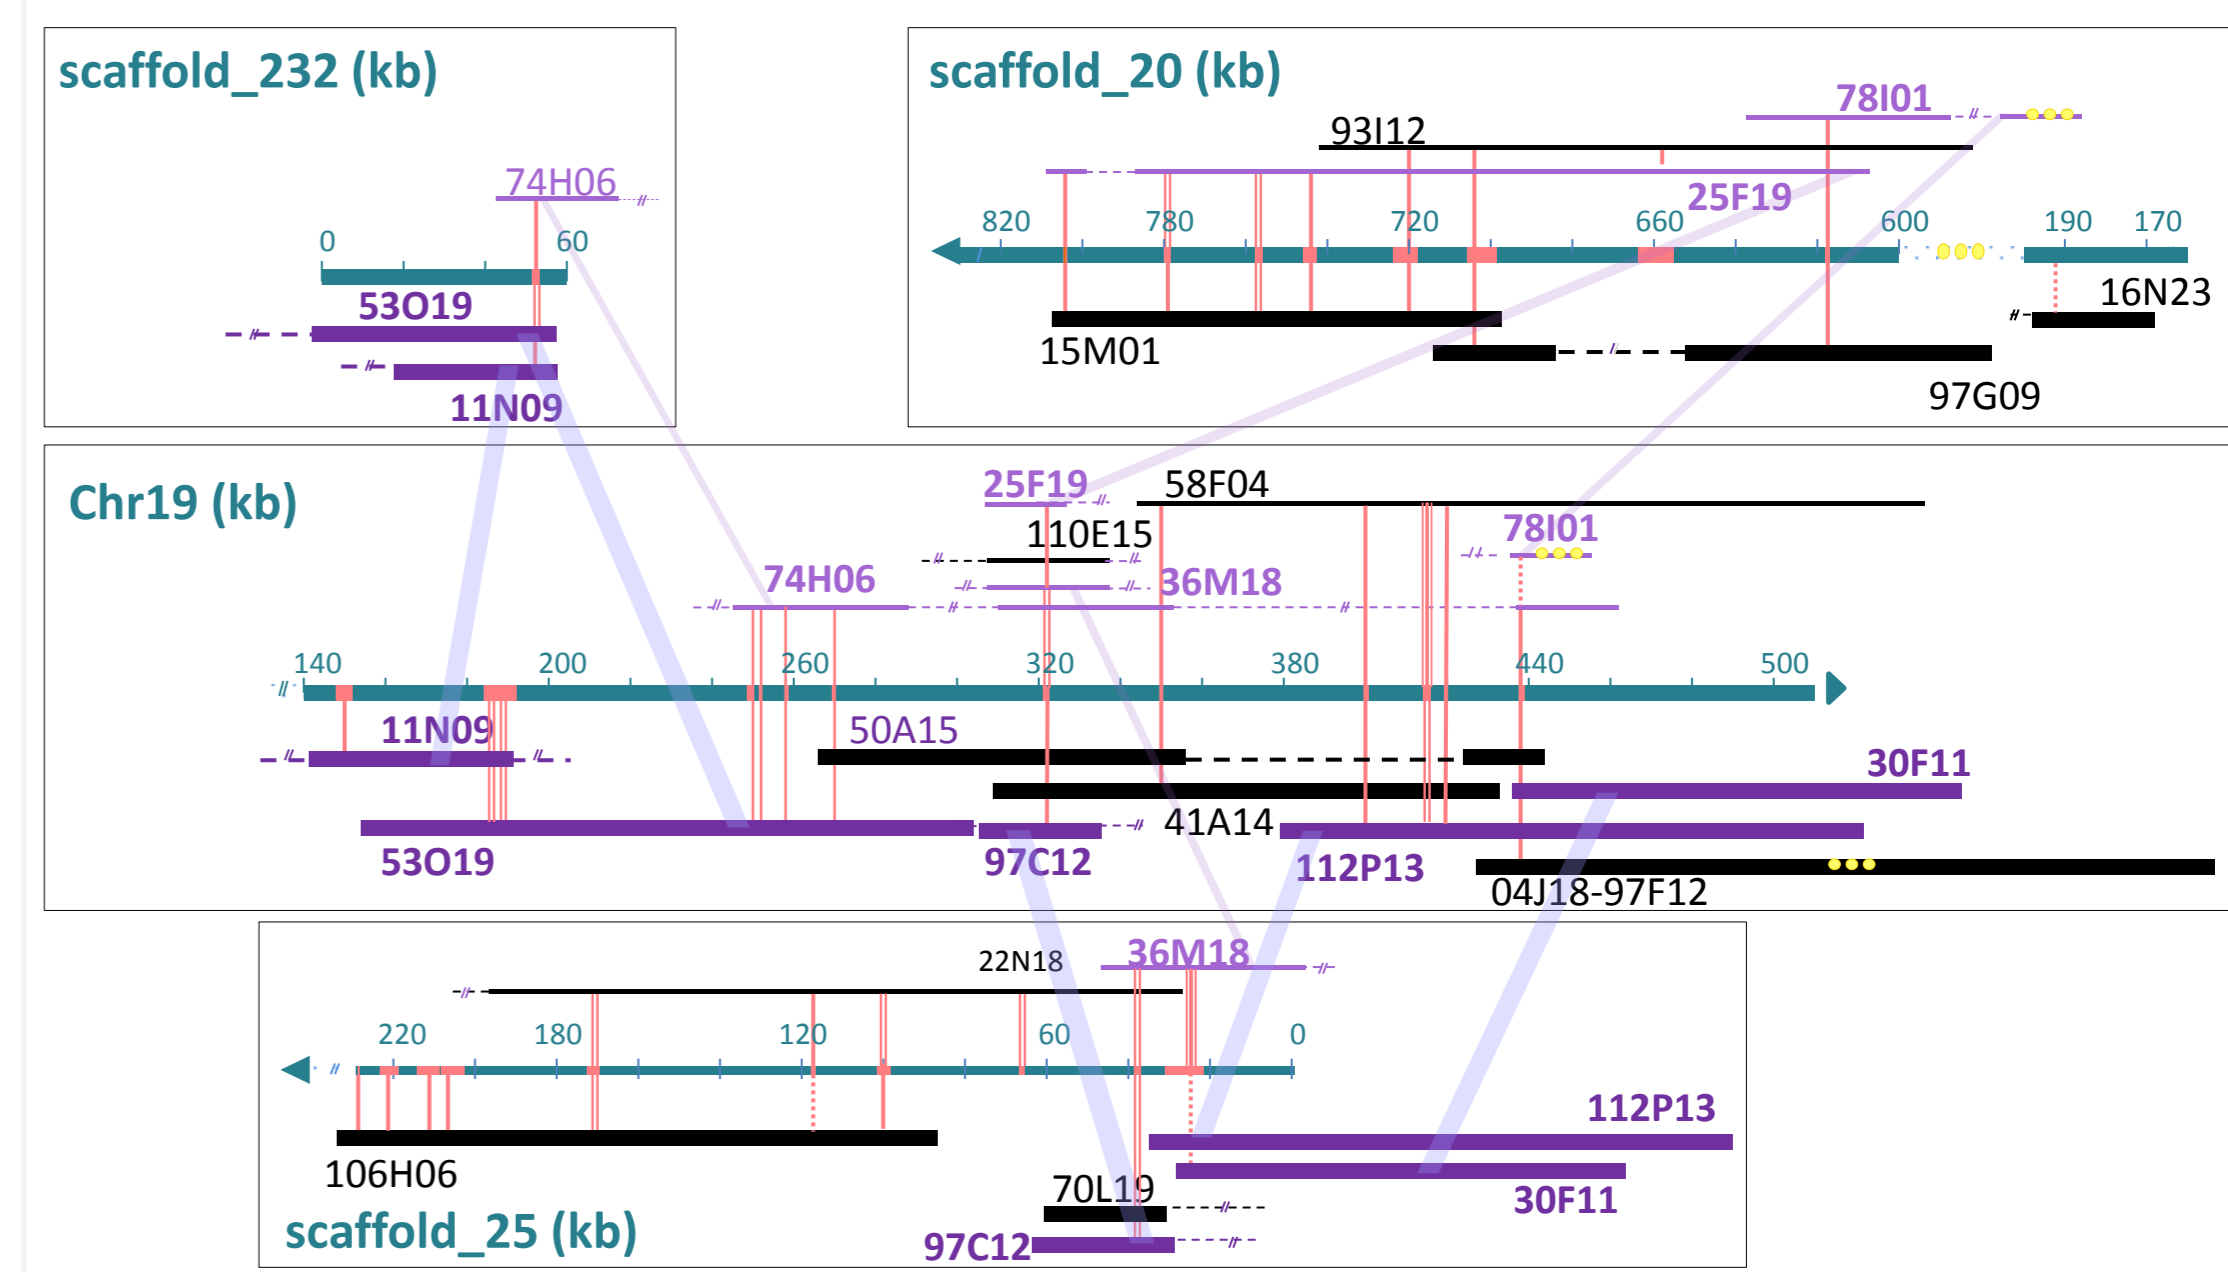 scaffold_232 (kb)
74H06
0 60
53O19
11N09
scaffold_20 (kb)
78I01
93I12
25F19
820 780 720 660 600 190 170
16N23
15M01
97G09
Chr19 (kb)
25F19 58F04
110E15 78I01
74H06 36M18
140 200 260 320 380 440 500
11N09 50A15
30F11
41A14
53O19 97C12 112P13
04J18-97F12
22N18 36M18
220 180 120 60 0
112P13
106H06 70L19
30F11
scaffold_25 (kb)
97C12